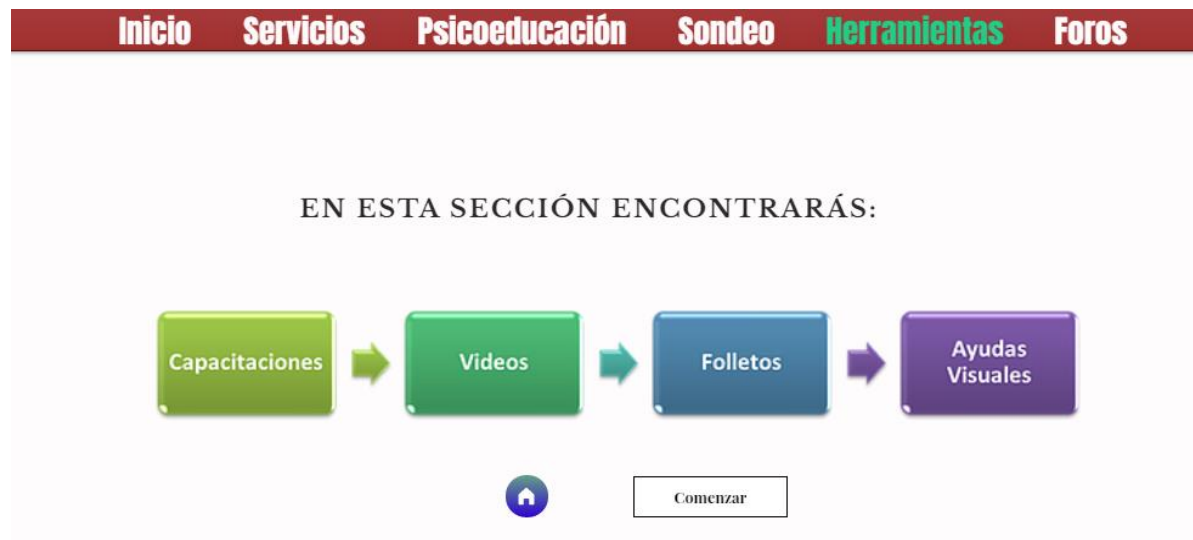 Inicio Servicios Psicoeducación Sondeo Herramientas Foros
EN ESTA SECCIÓN ENCONTRARÁS:
Capacitaciones
Videos
Folletos
Ayudas
Visuales
Comenzar